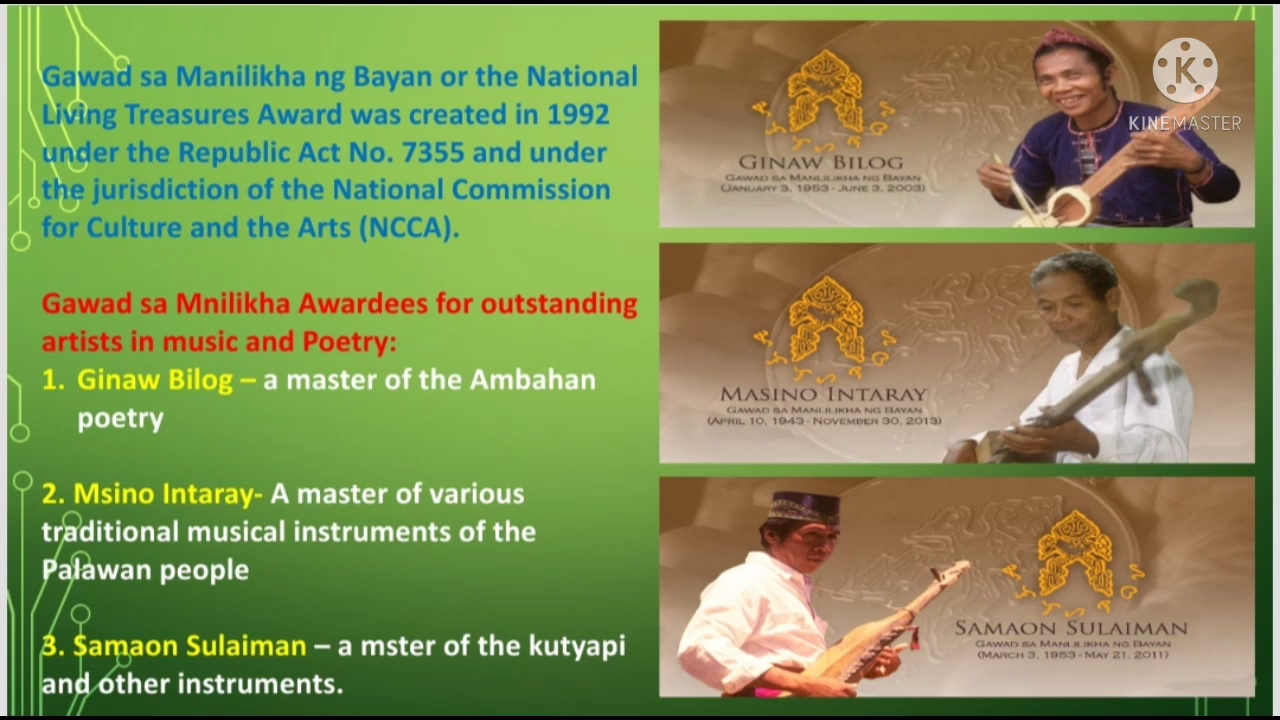 Gawad sa Manilikha ng Bayan or the National
Living Treasures Award was created in 1992
under the Republic Act No. 7355 and under
the jurisdiction of the National Commission
for Culture and the Arts (NCCA).
Gawad sa Mnilikha Awardees for outstanding
artists in music and Poetry:
1. Ginaw Bilog – a master of the Ambahan
poetry
2. Msino Intaray- A master of various
traditional musical instruments of the
Palawan people
3. Samaon Sulaiman – a mster of the kutyapi
and other instruments.
GINAW BILOG
GAWAD SA MANLILIKHA NG BAYAN
(JANUARY 3, 1953 - JUNE 3, 2003)
K
KINEMASTER
MASINO INTARAY
GAWAD SA MANLILIKHA NG BAYAN
(APRIL 10, 1943 - NOVEMBER 30, 2013)
SAMAON SULAIMAN
GAWAD SA MANLILIKHA NG BAYAN
(MARCH 3, 1953 - MAY 21, 2011)